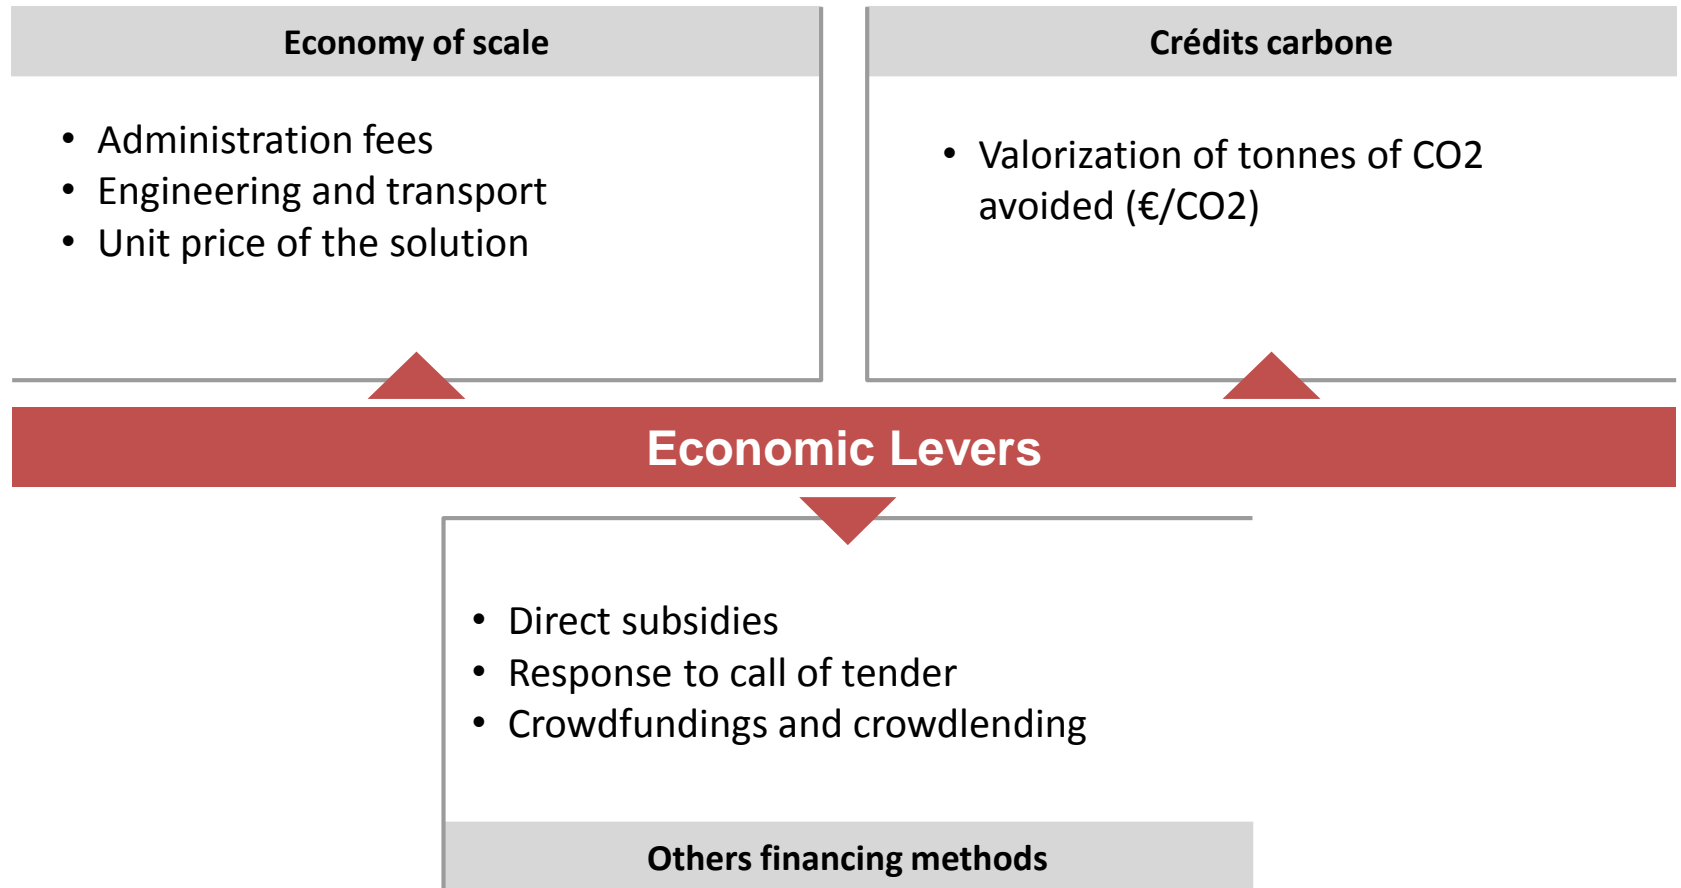 Economy of scale
• Administration fees
• Engineering and transport
• Unit price of the solution
Crédits carbone
• Valorization of tonnes of CO2
avoided (€/CO2)
Economic Levers
• Direct subsidies
• Response to call of tender
• Crowdfundings and crowdlending
Others financing methods